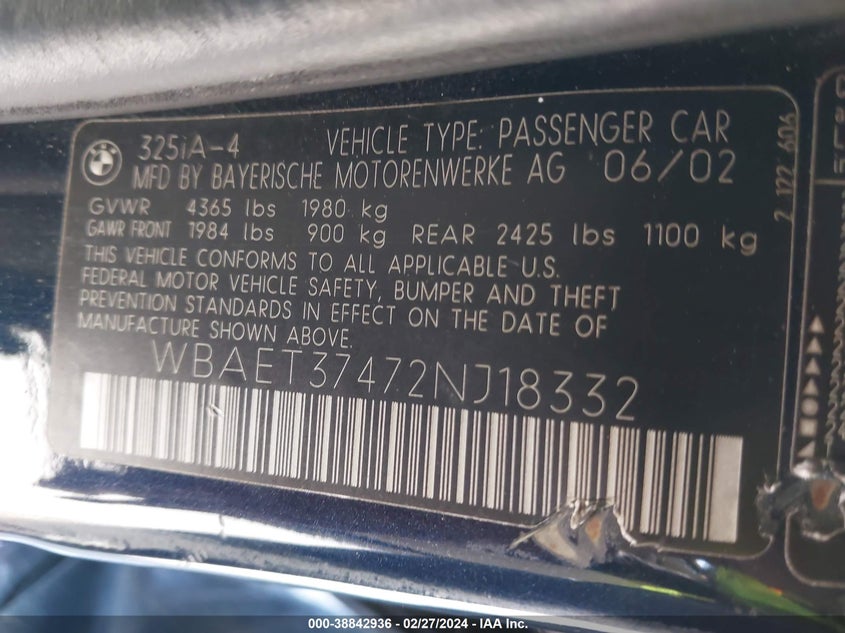 325iA-4 VEHICLE TYPE: PASSENGER CAR
MFD BY BAYERISCHE MOTORENWERKE AG 06/02
GVWR 4365 lbs 1980 kg
GAWR FRONT 1984 lbs 900 kg REAR 2425 lbs 1100 kg
THIS VEHICLE CONFORMS TO ALL APPLICABLE U.S.
FEDERAL MOTOR VEHICLE SAFETY, BUMPER AND THEFT
PREVENTION STANDARDS IN EFFECT ON THE DATE OF
MANUFACTURE SHOWN ABOVE.
WBAET37472NJ18332
2 122 606
000-38842936 - 02/27/2024 - IAA Inc.